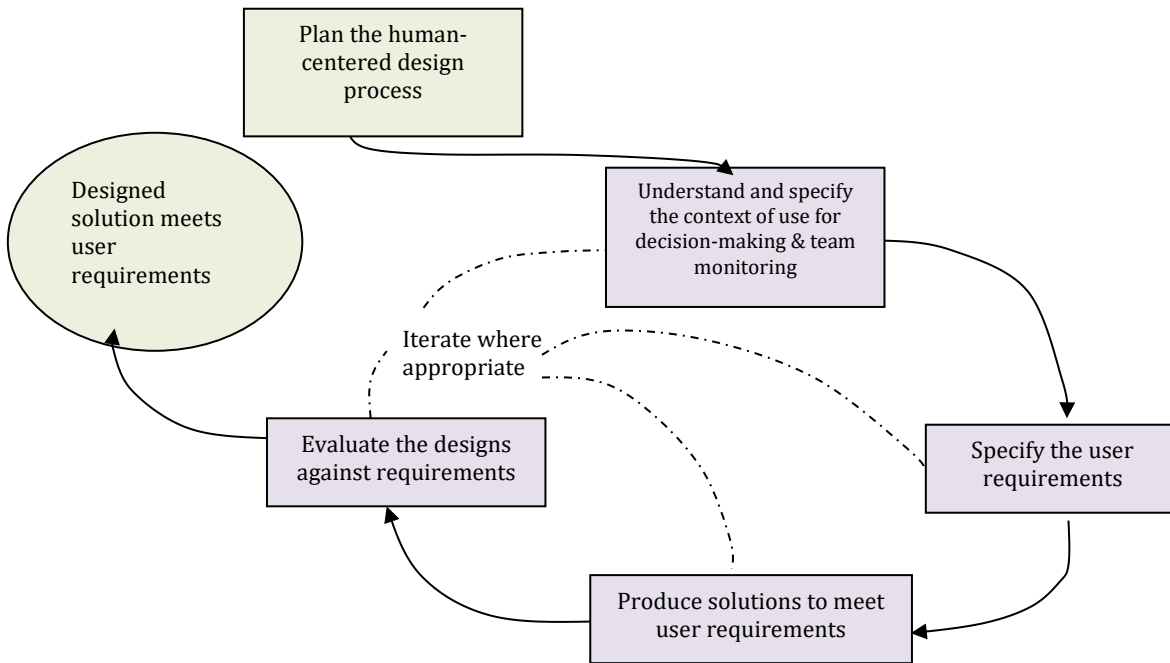 Plan the human-
centered design
process
Designed
solution meets
user
requirements
Understand and specify
the context of use for
decision-making & team
monitoring
Iterate where
appropriate
Evaluate the designs
against requirements
Specify the user
requirements
Produce solutions to meet
user requirements